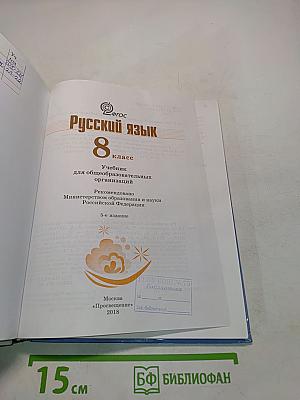 ФГОС
Русский язык
8 класс
Учебник
для общеобразовательных
организаций
Рекомендовано
Министерством образования и науки
Российской Федерации
5-е издание
Москва
«Просвещение»
2018
15 см
БФ БИБЛИОФАН